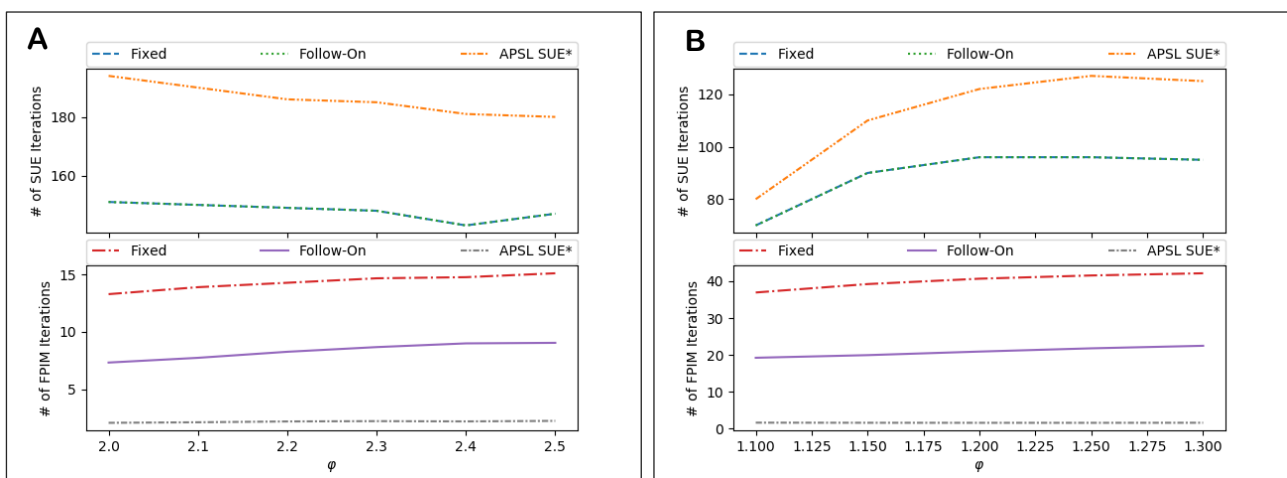 A
Fixed Follow-On APSL SUE*
# of SUE Iterations
180
160
Fixed Follow-On APSL SUE*
# of FPIM Iterations
15
10
5
2.0 2.1 2.2 2.3 2.4 2.5
φ
B
Fixed Follow-On APSL SUE*
# of SUE Iterations
120
100
80
Fixed Follow-On APSL SUE*
# of FPIM Iterations
40
30
20
10
0
1.100 1.125 1.150 1.175 1.200 1.225 1.250 1.275 1.300
φ